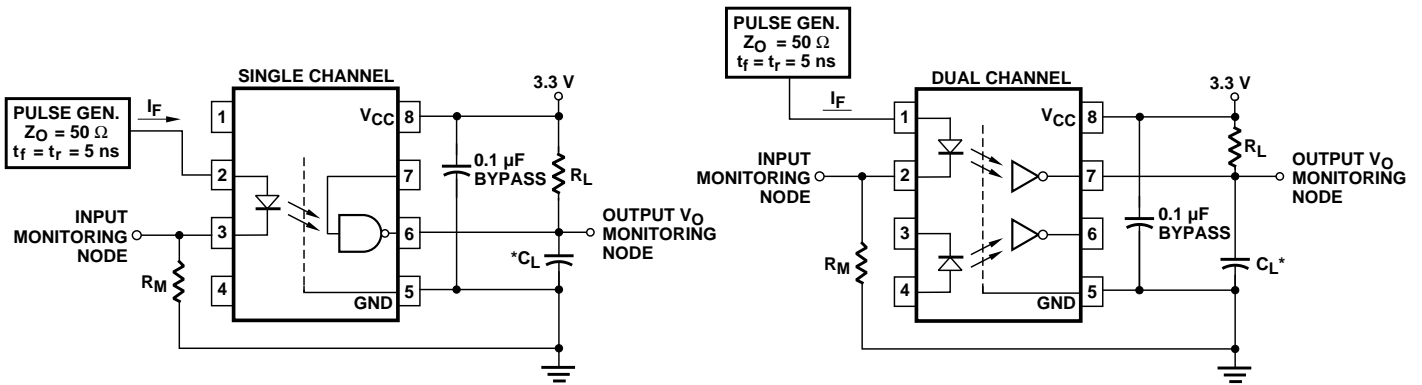 SINGLE CHANNEL
PULSE GEN.
ZO = 50 Ω
tf = tr = 5 ns
IF
1
2
3
4
VCC 8
7
6
5
GND
3.3 V
0.1 µF
BYPASS
RL
INPUT
MONITORING
NODE
RM
*CL
OUTPUT VO
MONITORING
NODE
PULSE GEN.
ZO = 50 Ω
tf = tr = 5 ns
DUAL CHANNEL
IF
1
2
3
4
VCC 8
7
6
5
GND
3.3 V
RL
INPUT
MONITORING
NODE
RM
0.1 µF
BYPASS
CL*
OUTPUT VO
MONITORING
NODE